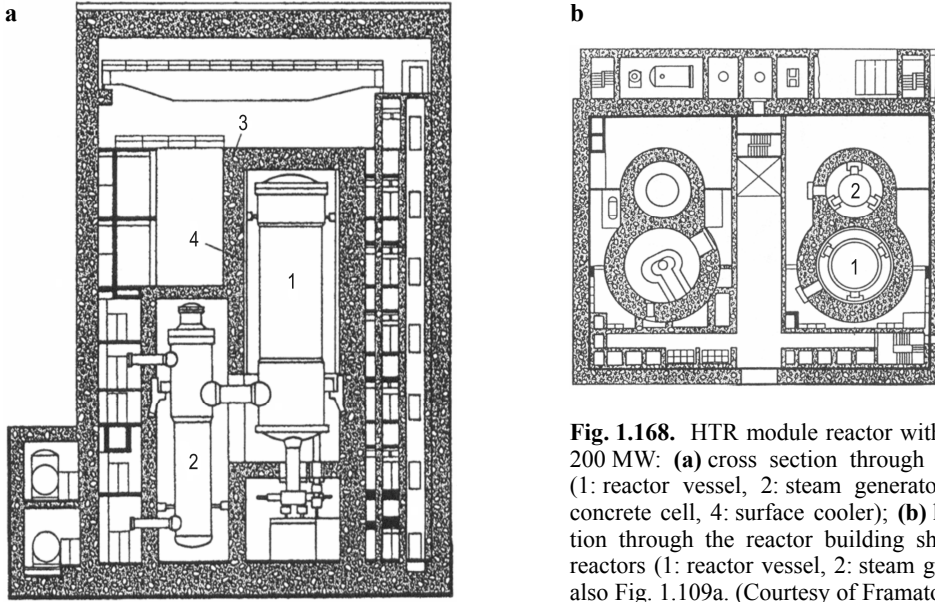 a
3
4
1
2
b
2
1
Fig. 1.168. HTR module reactor with
200 MW: (a) cross section through
(1: reactor vessel, 2: steam generato
concrete cell, 4: surface cooler); (b)
tion through the reactor building sh
reactors (1: reactor vessel, 2: steam g
also Fig. 1.109a. (Courtesy of Framato